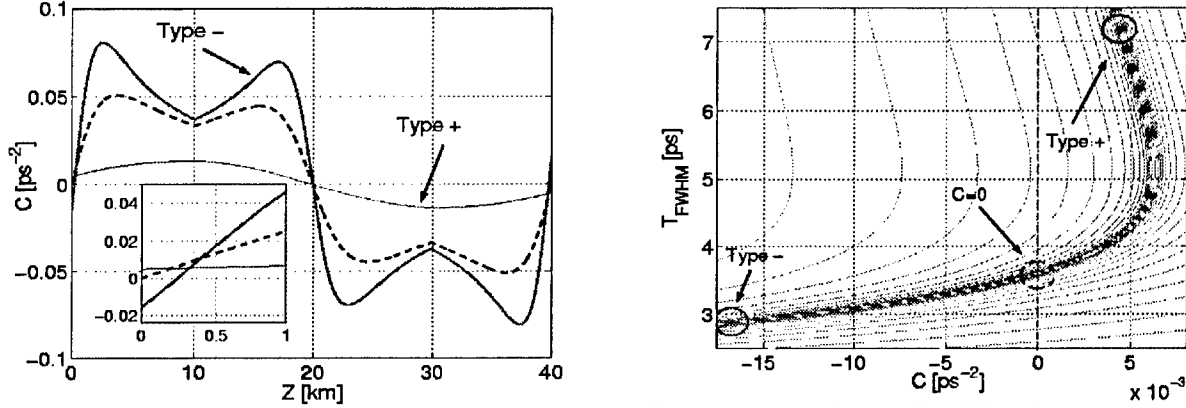 0.1
0.05
0
−0.05
−0.1
C [ps⁻²]
Type −
Type +
0.04
0.02
0
−0.02
0
0.5
1
0
10
20
30
40
Z [km]
7
6
5
4
3
T_FWHM [ps]
Type +
C=0
Type −
−15
−10
−5
0
5
C [ps⁻²]
x 10⁻³